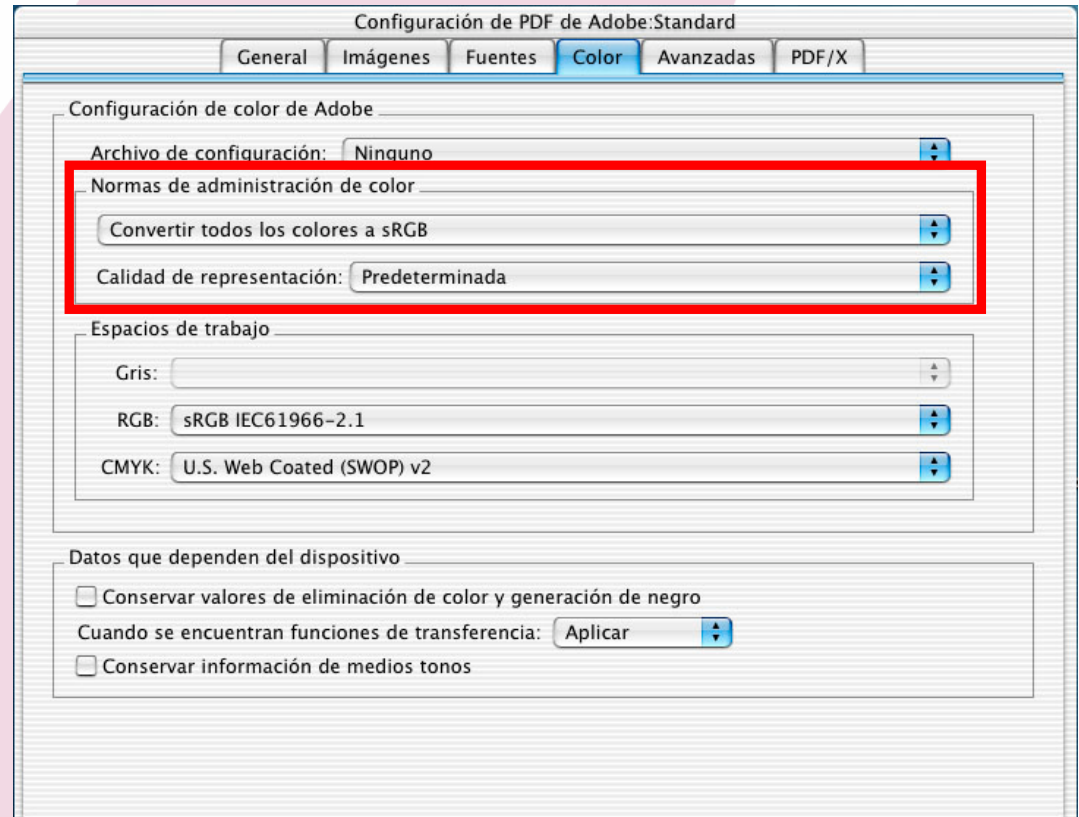 Configuración de PDF de Adobe:Standard
General Imágenes Fuentes Color Avanzadas PDF/X
Configuración de color de Adobe
Archivo de configuración: Ninguno
Normas de administración de color
Convertir todos los colores a sRGB
Calidad de representación: Predeterminada
Espacios de trabajo
Gris:
RGB: sRGB IEC61966-2.1
CMYK: U.S. Web Coated (SWOP) v2
Datos que dependen del dispositivo
Conservar valores de eliminación de color y generación de negro
Cuando se encuentran funciones de transferencia: Aplicar
Conservar información de medios tonos